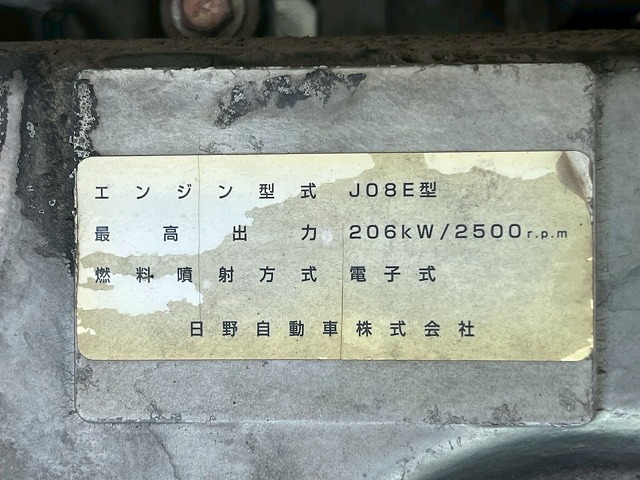 エンジン型式 J08E型
最高出力 206kW/2500r.p.m
燃料噴射方式 電子式
日野自動車株式会社